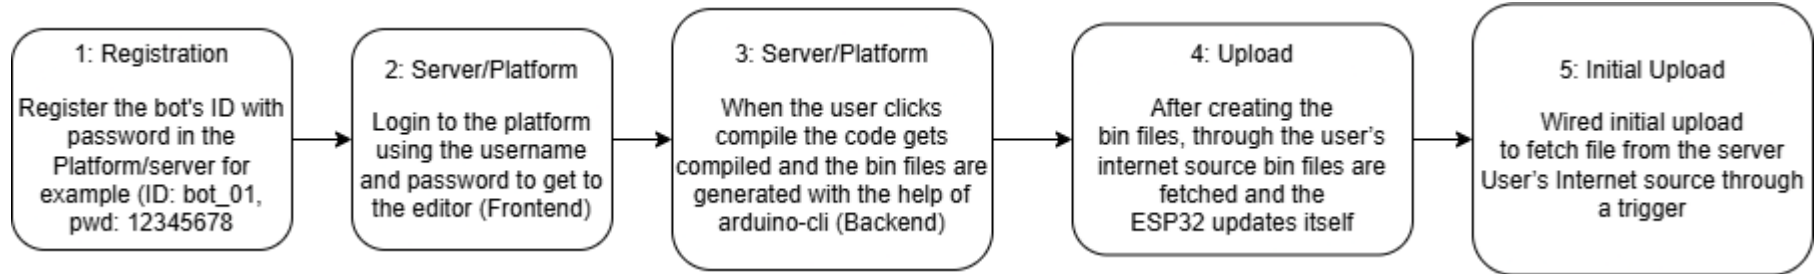 1: Registration
Register the bot's ID with
password in the
Platform/server for
example (ID: bot_01,
pwd: 12345678
2: Server/Platform
Login to the platform
using the username
and password to get to
the editor (Frontend)
3: Server/Platform
When the user clicks
compile the code gets
compiled and the bin files are
generated with the help of
arduino-cli (Backend)
4: Upload
After creating the
bin files, through the user’s
internet source bin files are
fetched and the
ESP32 updates itself
5: Initial Upload
Wired initial upload
to fetch file from the server
User’s Internet source through
a trigger